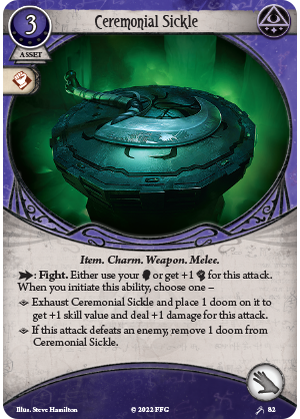 3
Ceremonial Sickle
ASSET
Item. Charm. Weapon. Melee.
: Fight. Either use your or get +1 for this attack.
When you initiate this ability, choose one –
Exhaust Ceremonial Sickle and place 1 doom on it to
get +1 skill value and deal +1 damage for this attack.
If this attack defeats an enemy, remove 1 doom from
Ceremonial Sickle.
Illus. Steve Hamilton
© 2022 FFG
82